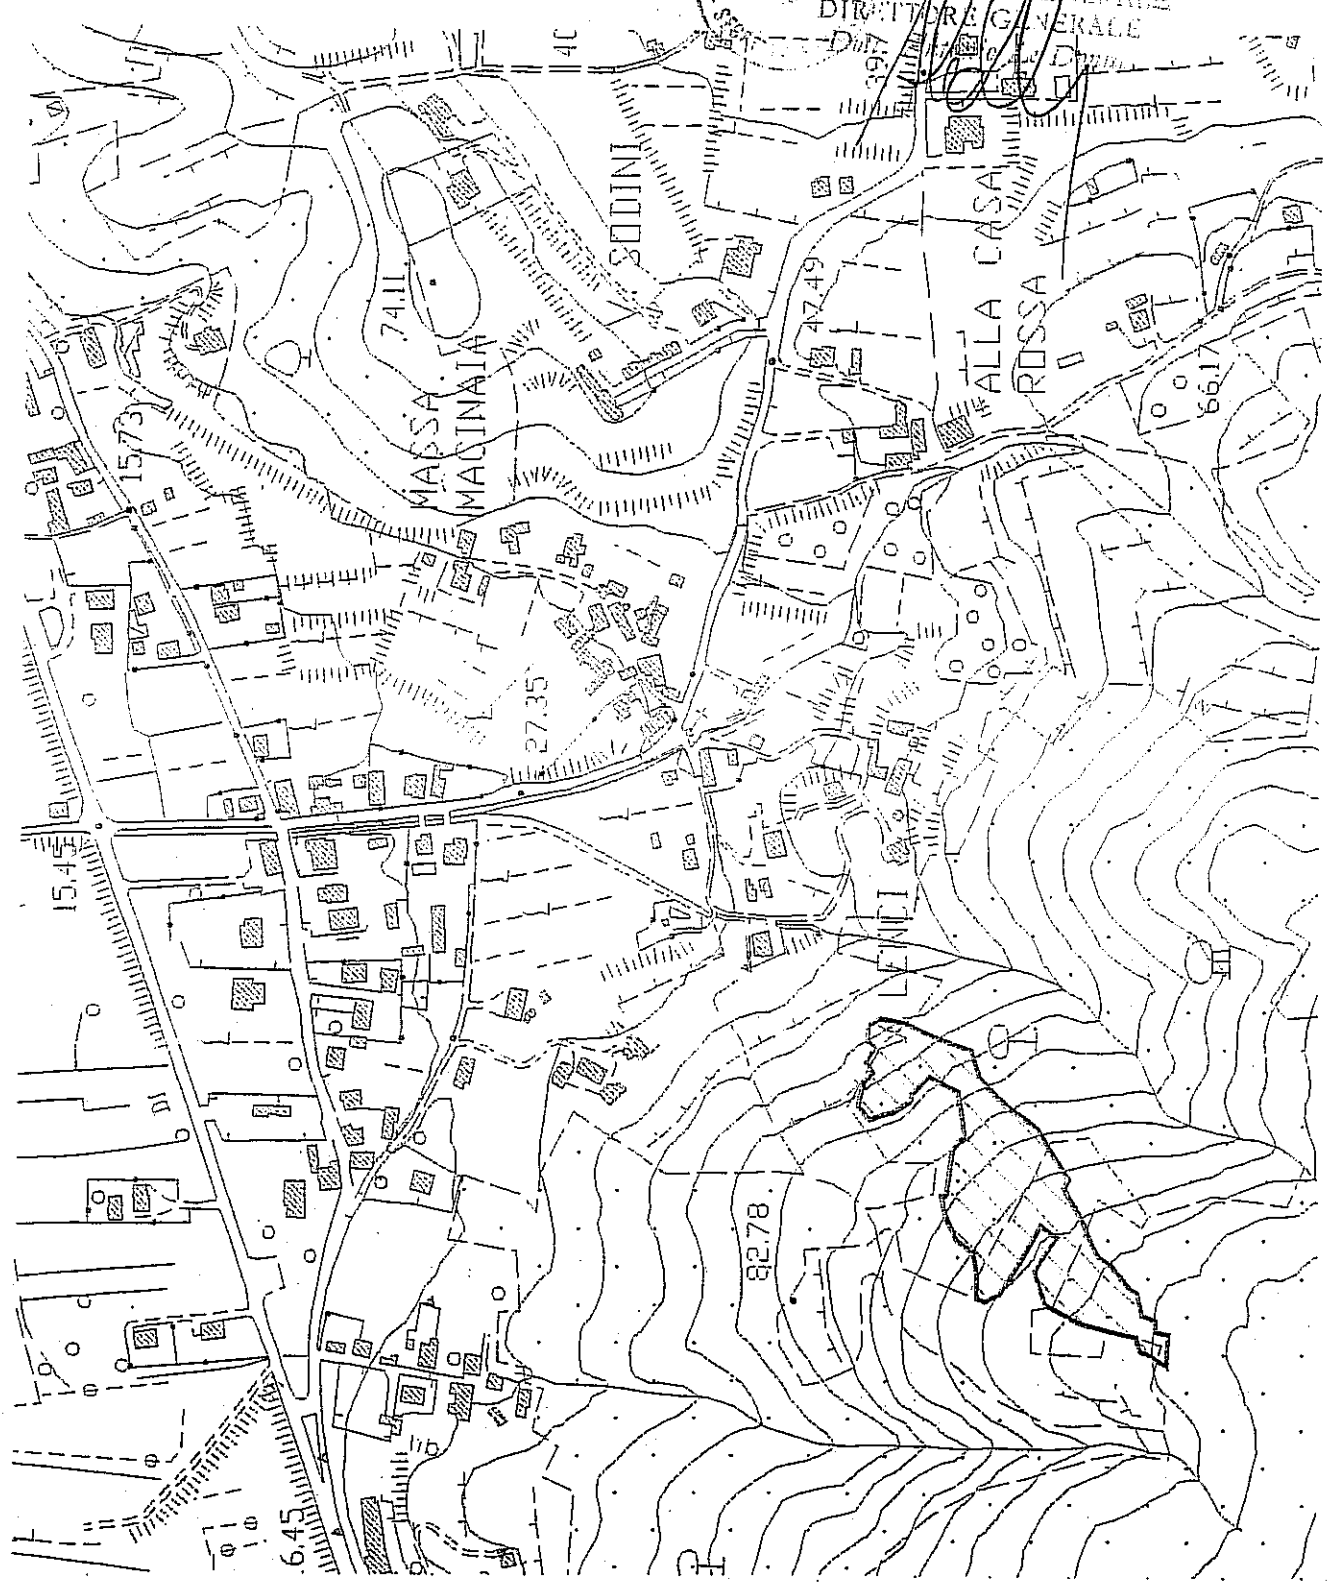 DIRETTORE GENERALE
40
39.
SODINI
74.11
MASSA
MACINAIA
47.49
ALLA CASA
ROSSA
66.17
15.73
27.35
15.45
LENCI
82.78
6.45